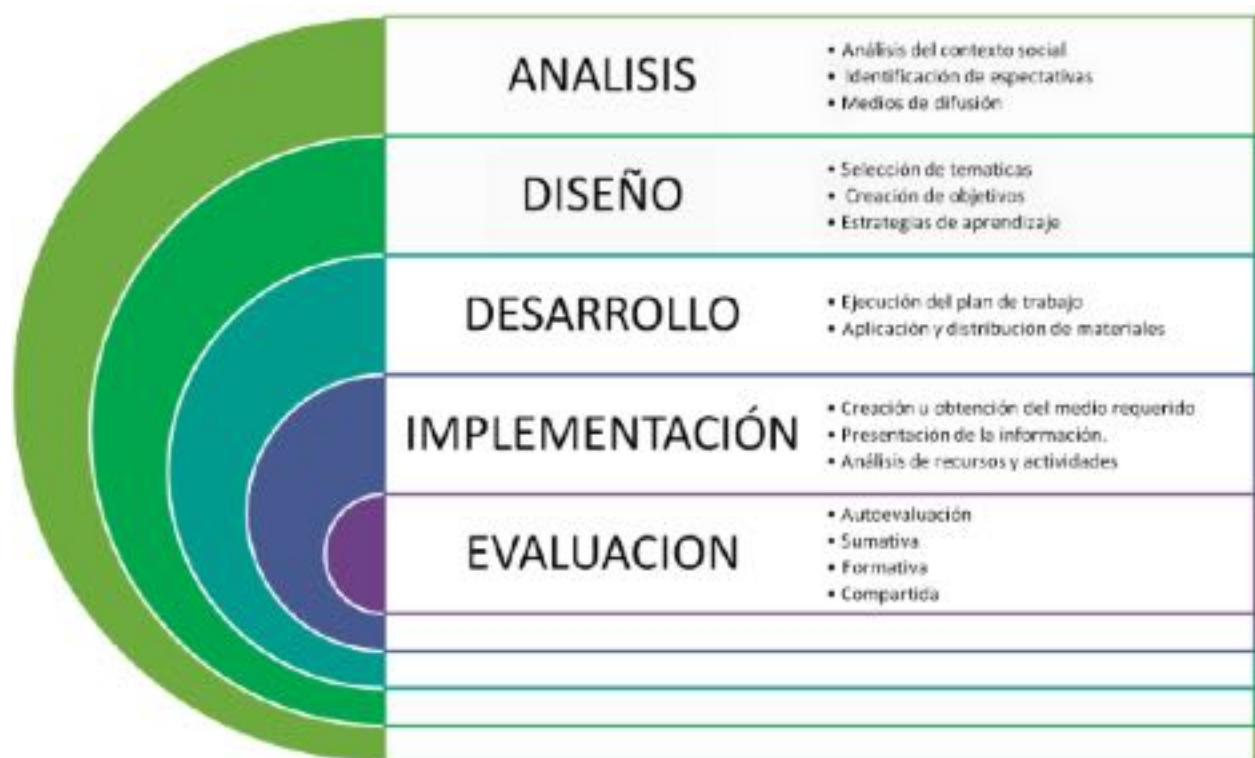 ANALISIS
• Análisis del contexto social
• Identificación de espectativas
• Medios de difusión
DISEÑO
• Selección de tematicas
• Creación de objetivos
• Estrategias de aprendizaje
DESARROLLO
• Ejecución del plan de trabajo
• Aplicación y distribución de materiales
IMPLEMENTACIÓN
• Creación u obtención del medio requerido
• Presentación de la información.
• Análisis de recursos y actividades
EVALUACION
• Autoevaluación
• Sumativa
• Formativa
• Compartida